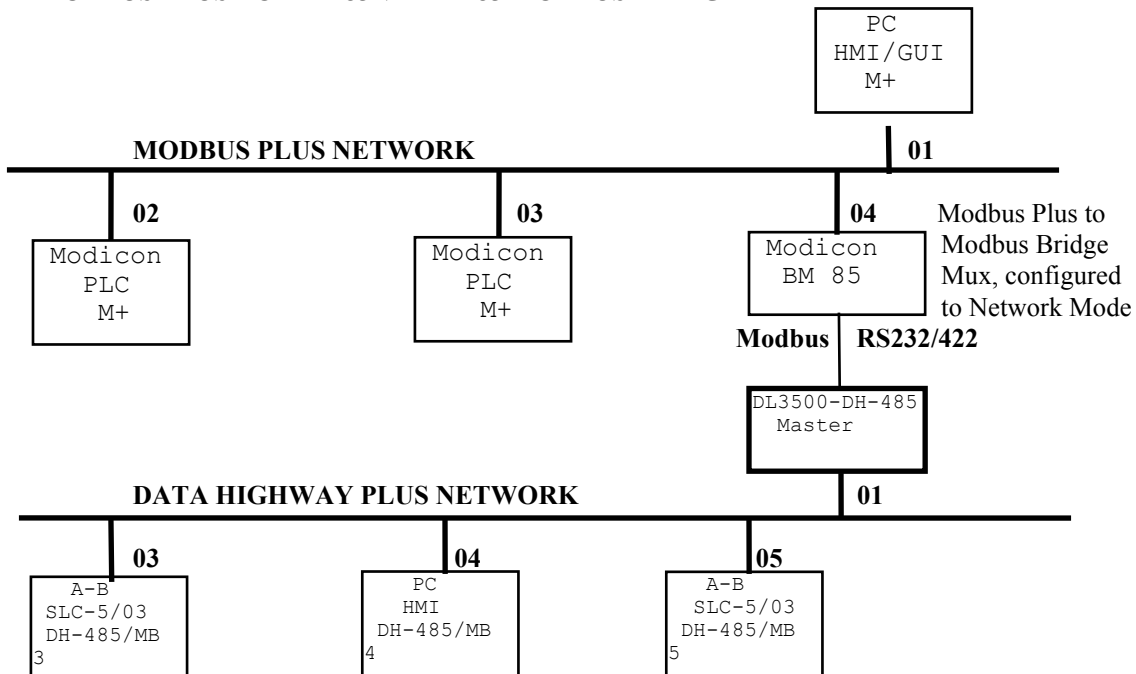 PC
HMI/GUI
M+
MODBUS PLUS NETWORK
01
02
03
04
Modbus Plus to
Modbus Bridge
Mux, configured
to Network Mode
Modicon
PLC
M+
Modicon
PLC
M+
Modicon
BM 85
Modbus RS232/422
DL3500-DH-485
Master
DATA HIGHWAY PLUS NETWORK
01
03
04
05
A-B
SLC-5/03
DH-485/MB
3
PC
HMI
DH-485/MB
4
A-B
SLC-5/03
DH-485/MB
5